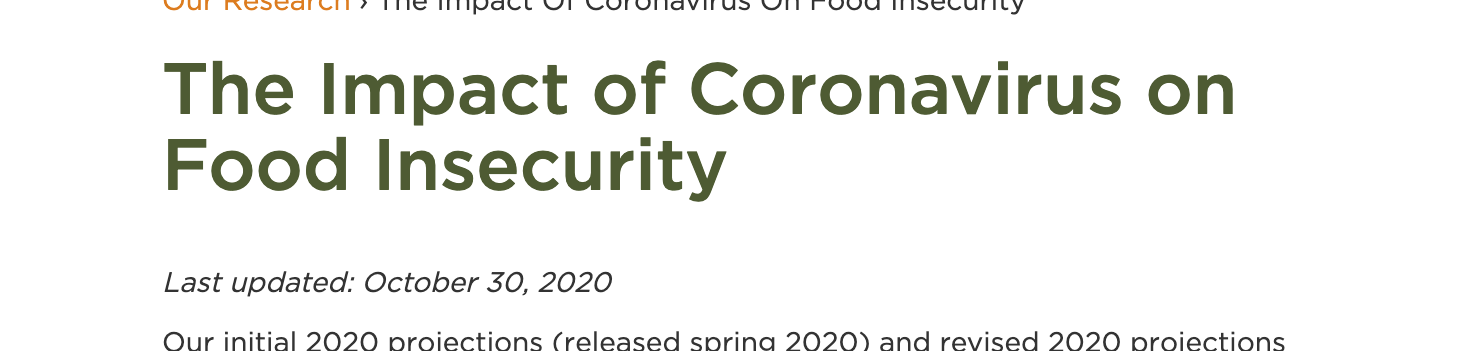 Our Research › The Impact Of Coronavirus On Food Insecurity
The Impact of Coronavirus on
Food Insecurity
Last updated: October 30, 2020
Our initial 2020 projections (released spring 2020) and revised 2020 projections